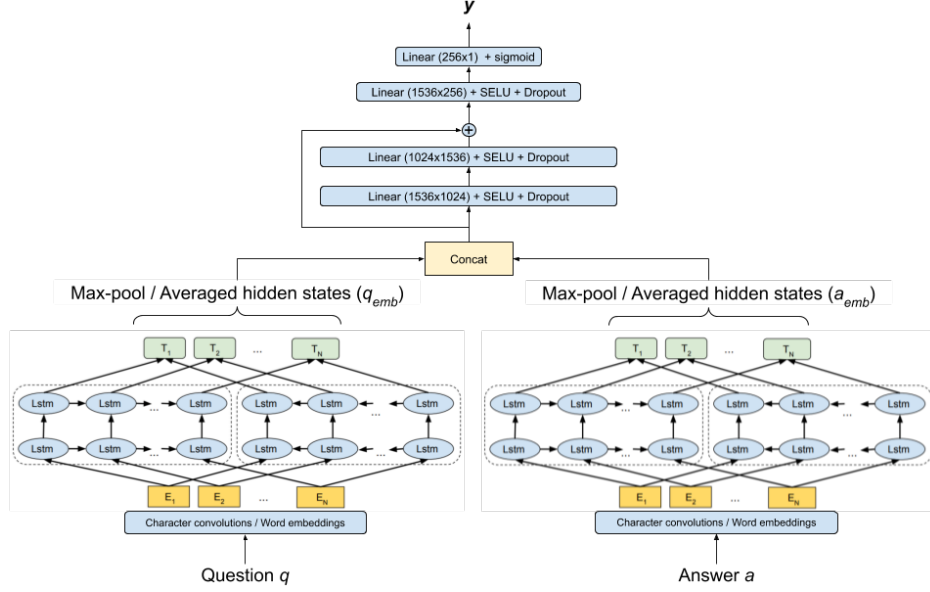 y
Linear (256x1) + sigmoid
Linear (1536x256) + SELU + Dropout
+
Linear (1024x1536) + SELU + Dropout
Linear (1536x1024) + SELU + Dropout
Concat
Max-pool / Averaged hidden states (q_emb)
Max-pool / Averaged hidden states (a_emb)
T1 T2 ... TN
T1 T2 ... TN
Lstm Lstm ... Lstm Lstm Lstm ... Lstm
Lstm Lstm ... Lstm Lstm Lstm ... Lstm
Lstm Lstm ... Lstm Lstm Lstm ... Lstm
Lstm Lstm ... Lstm Lstm Lstm ... Lstm
E1 E2 ... EN
E1 E2 ... EN
Character convolutions / Word embeddings
Character convolutions / Word embeddings
Question q
Answer a